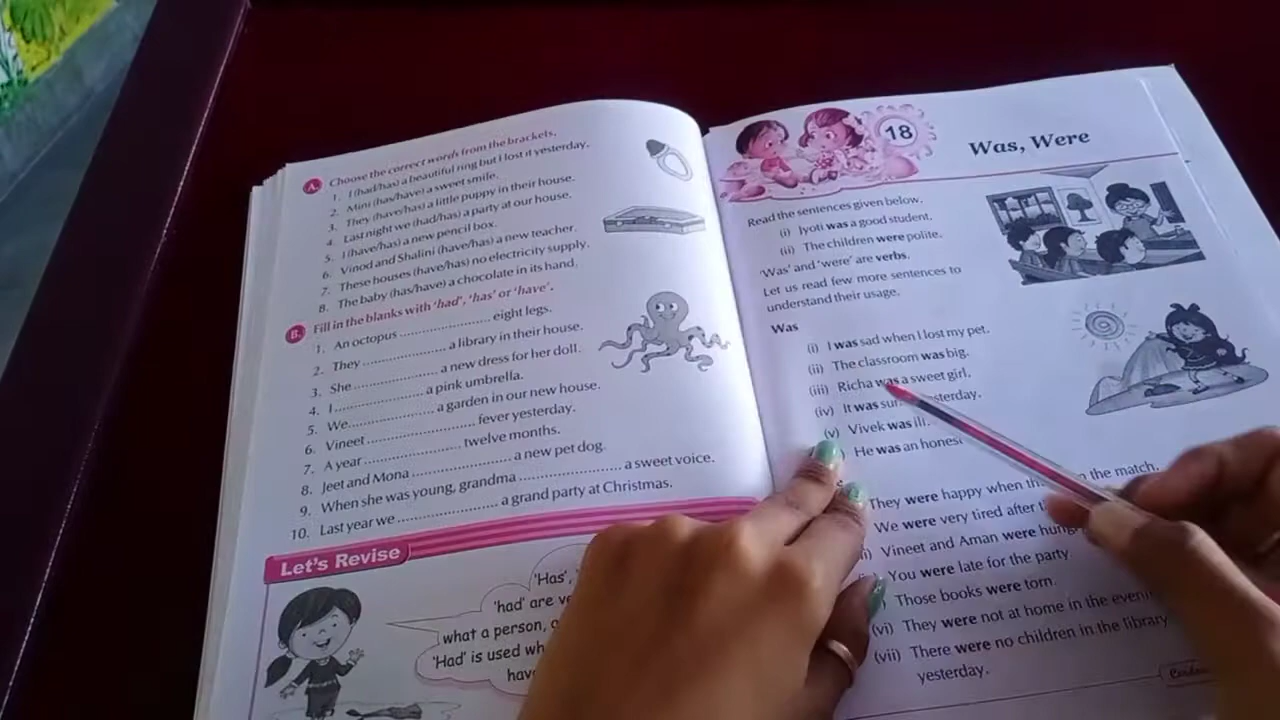 A. Choose the correct words from the brackets.
1. I (had/has) a beautiful ring but I lost it yesterday.
2. Mini (has/have) a sweet smile.
3. They (have/has) a little puppy in their house.
4. Last night we (had/has) a party at our house.
5. I (have/has) a new pencil box.
6. Vinod and Shalini (have/has) a new teacher.
7. These houses (have/has) no electricity supply.
8. The baby (has/have) a chocolate in its hand.
B. Fill in the blanks with 'had', 'has' or 'have'.
1. An octopus ........................ eight legs.
2. They ........................ a library in their house.
3. She ........................ a new dress for her doll.
4. I ........................ a pink umbrella.
5. We ........................ a garden in our new house.
6. Vineet ........................ fever yesterday.
7. A year ........................ twelve months.
8. Jeet and Mona ........................ a new pet dog.
9. When she was young, grandma ........................ a sweet voice.
10. Last year we ........................ a grand party at Christmas.
Let's Revise
'Has',
'had' are
what a person,
'Had' is used
18
Was, Were
Read the sentences given below.
(i) Jyoti was a good student.
(ii) The children were polite.
'Was' and 'were' are verbs.
Let us read few more sentences to
understand their usage.
Was
(i) I was sad when I lost my pet.
(ii) The classroom was big.
(iii) Richa was a sweet girl.
(iv) It was yesterday.
(v) Vivek was ill.
He was an honest
They were happy when the match.
We were very tired after
Vineet and Aman were
You were late for the party.
Those books were torn.
(vi) They were not at home in the
(vii) There were no children in the library
yesterday.